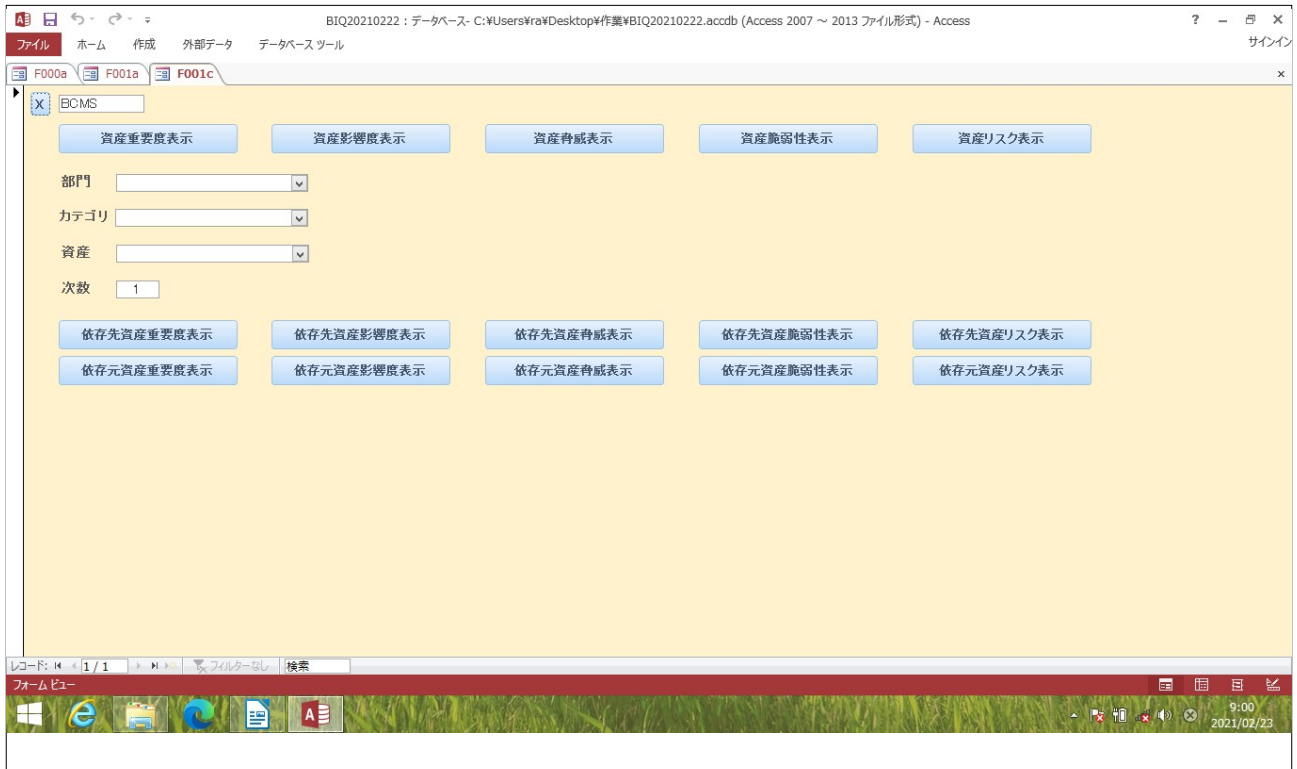 BIQ20210222 : データベース- C:¥Users¥ra¥Desktop¥作業¥BIQ20210222.accdb (Access 2007 ～ 2013 ファイル形式) - Access
?
ファイル ホーム 作成 外部データ データベース ツール サインイン
F000a F001a F001c
X BCMS
資産重要度表示 資産影響度表示 資産脅威表示 資産脆弱性表示 資産リスク表示
部門
カテゴリ
資産
次数 1
依存先資産重要度表示 依存先資産影響度表示 依存先資産脅威表示 依存先資産脆弱性表示 依存先資産リスク表示
依存元資産重要度表示 依存元資産影響度表示 依存元資産脅威表示 依存元資産脆弱性表示 依存元資産リスク表示
レコード: 1 / 1 フィルターなし 検索
フォーム ビュー
9:00
2021/02/23